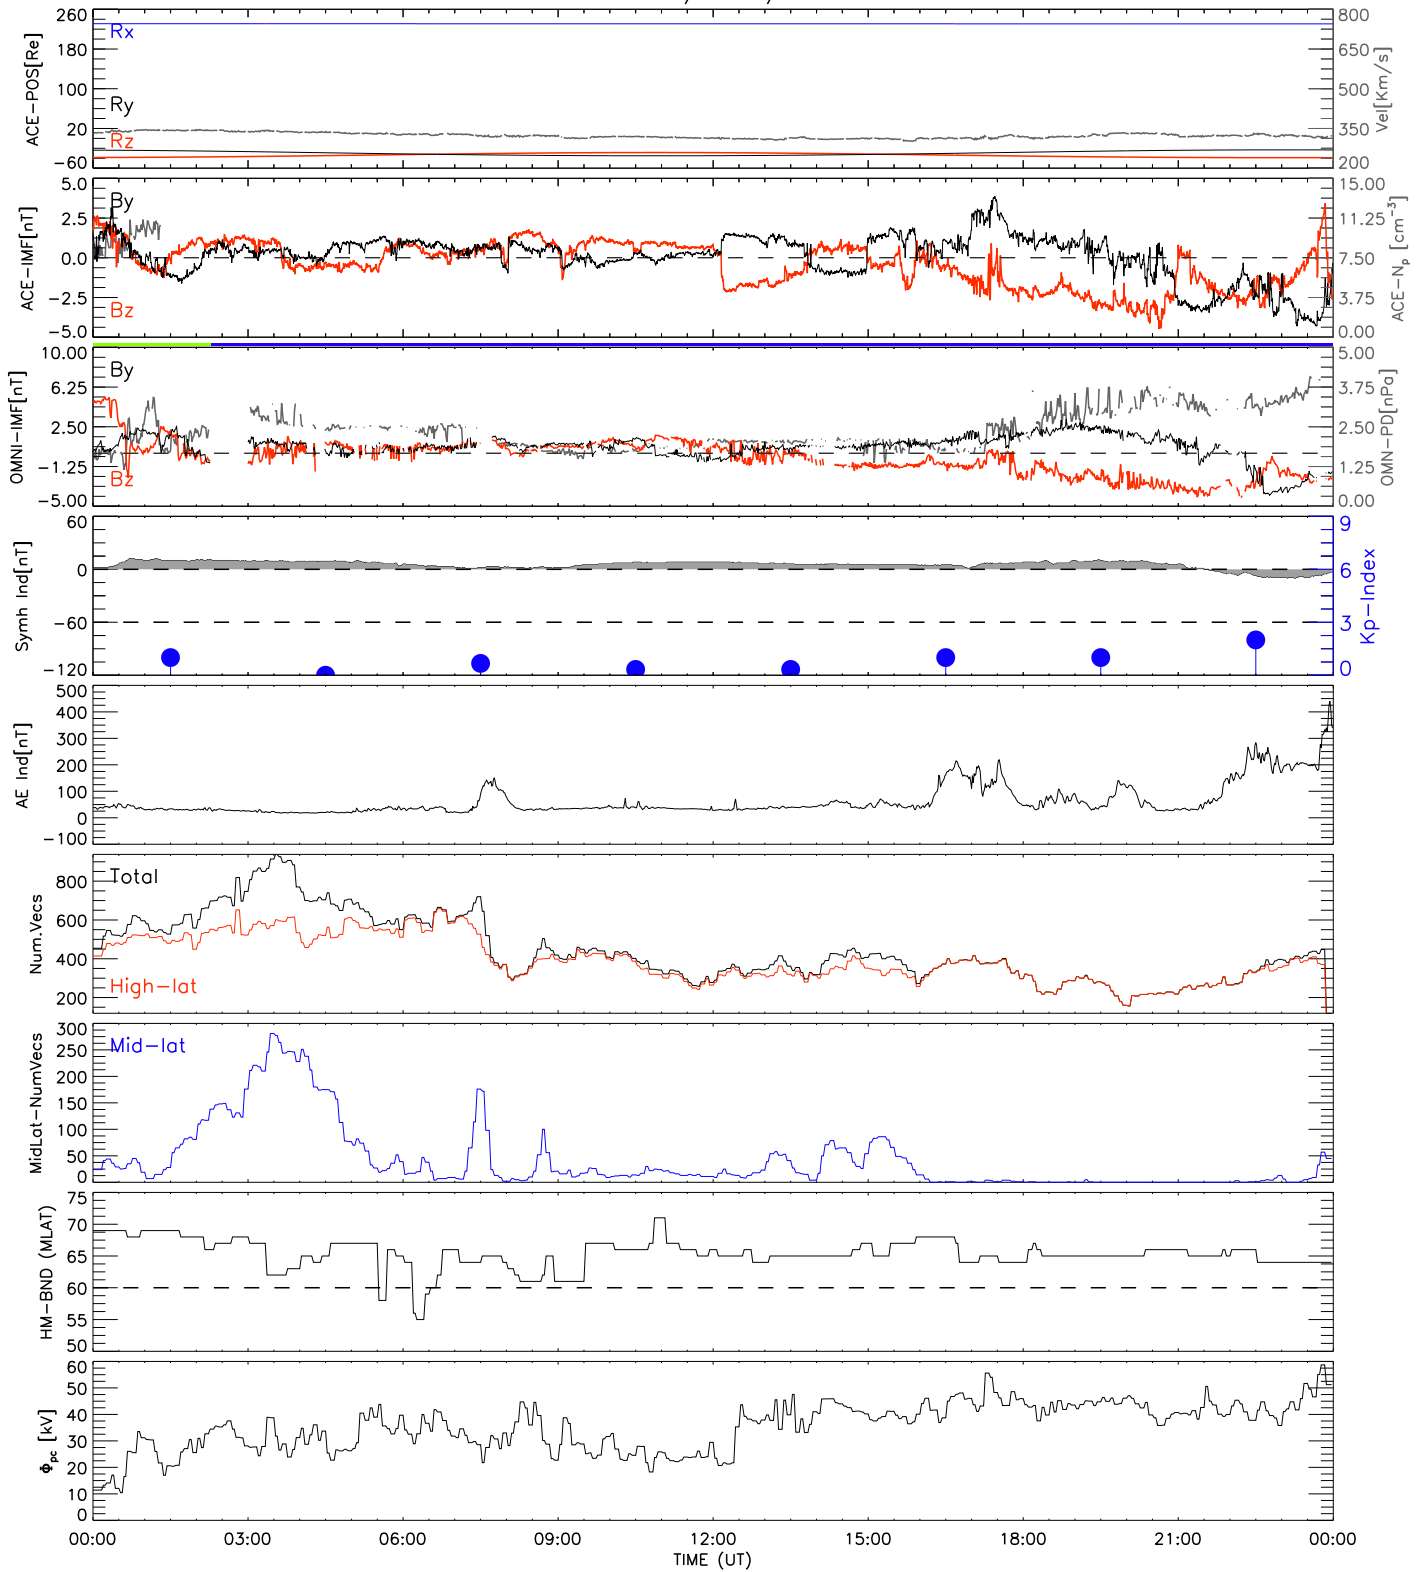 260
180
100
20
−60
ACE−POS[Re]
Rx
Ry
Rz
800
650
500
350
200
Vel[Km/s]
5.0
2.5
0.0
−2.5
−5.0
ACE−IMF[nT]
By
Bz
15.00
11.25
7.50
3.75
0.00
ACE−Np [cm−3]
10.00
6.25
2.50
−1.25
−5.00
OMNI−IMF[nT]
By
Bz
5.00
3.75
2.50
1.25
0.00
OMN−PD[nPa]
60
0
−60
−120
Symh Ind[nT]
9
6
3
0
Kp−Index
500
400
300
200
100
0
−100
AE Ind[nT]
800
600
400
200
Num.Vecs
Total
High−lat
300
250
200
150
100
50
0
MidLat−NumVecs
Mid−lat
75
70
65
60
55
50
HM−BND (MLAT)
60
50
40
30
20
10
0
Φpc [kV]
00:00 03:00 06:00 09:00 12:00 15:00 18:00 21:00 00:00
TIME (UT)